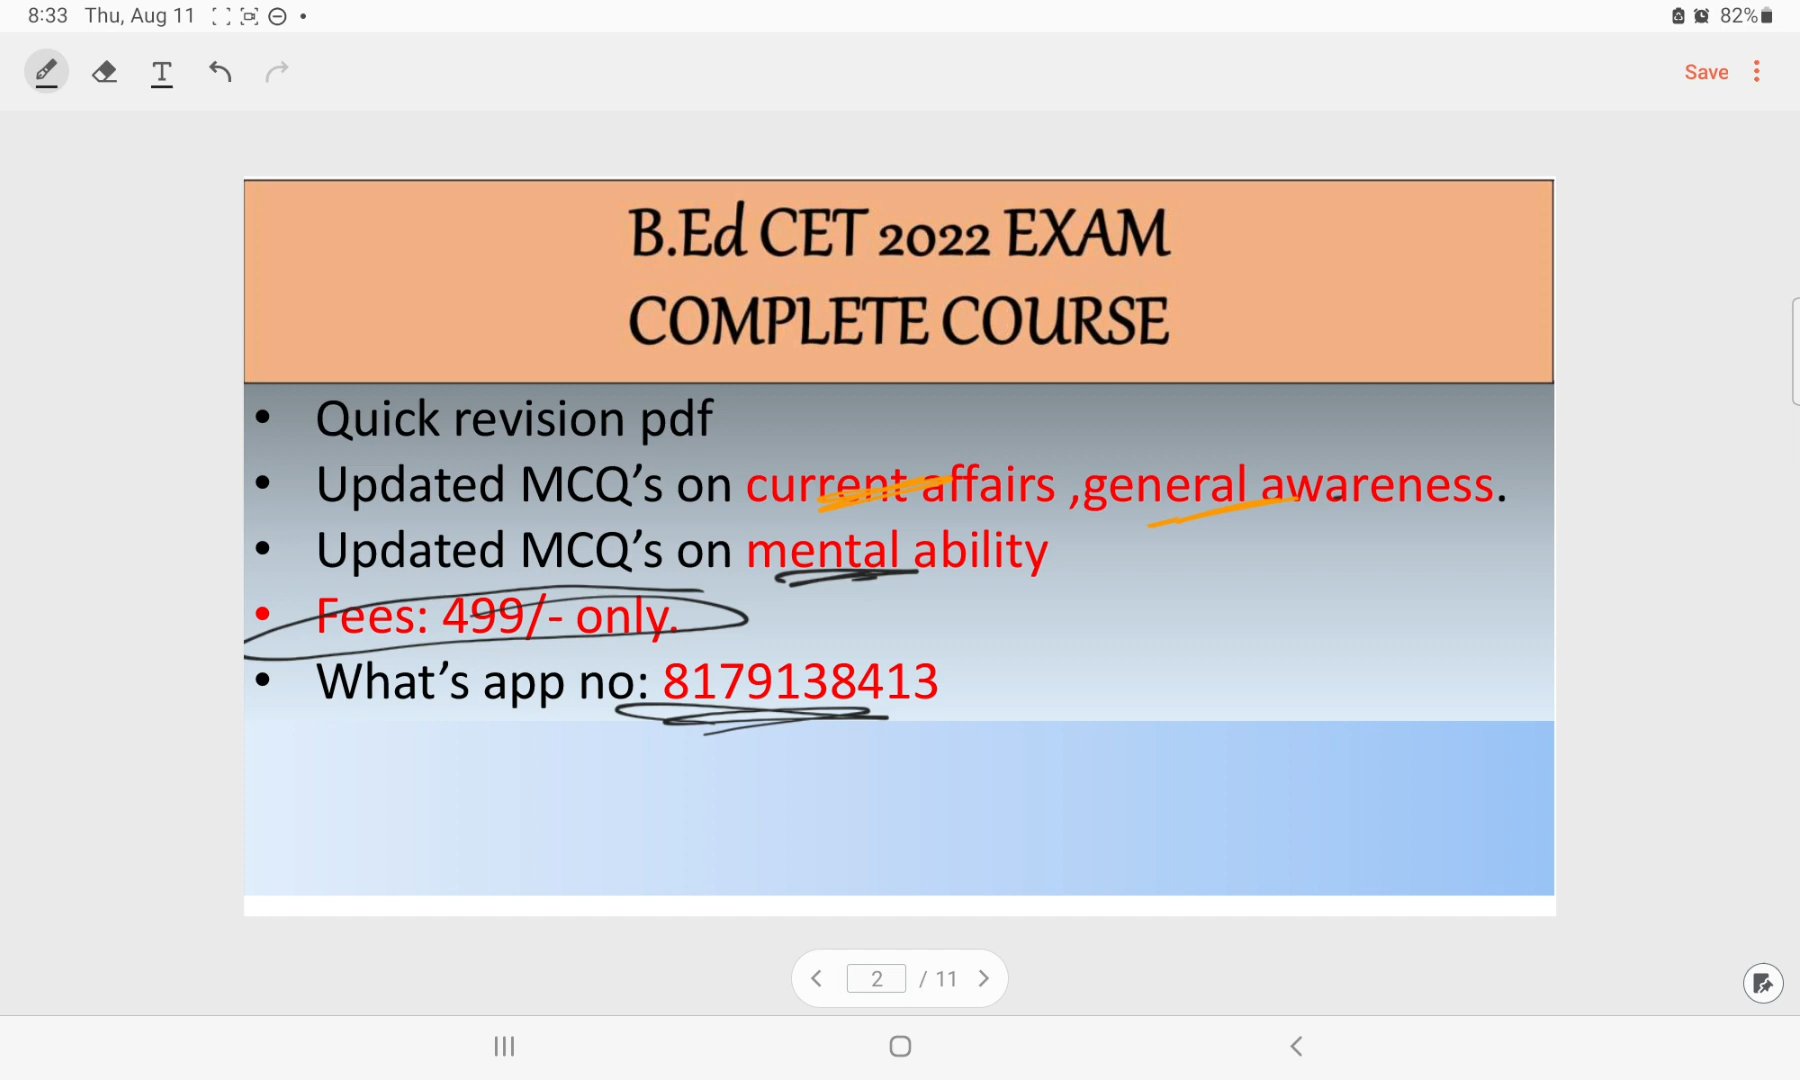 8:33 Thu, Aug 11 82%
T Save
B.Ed CET 2022 EXAM
COMPLETE COURSE
• Quick revision pdf
• Updated MCQ’s on current affairs ,general awareness.
• Updated MCQ’s on mental ability
• Fees: 499/- only.
• What’s app no: 8179138413
2 / 11